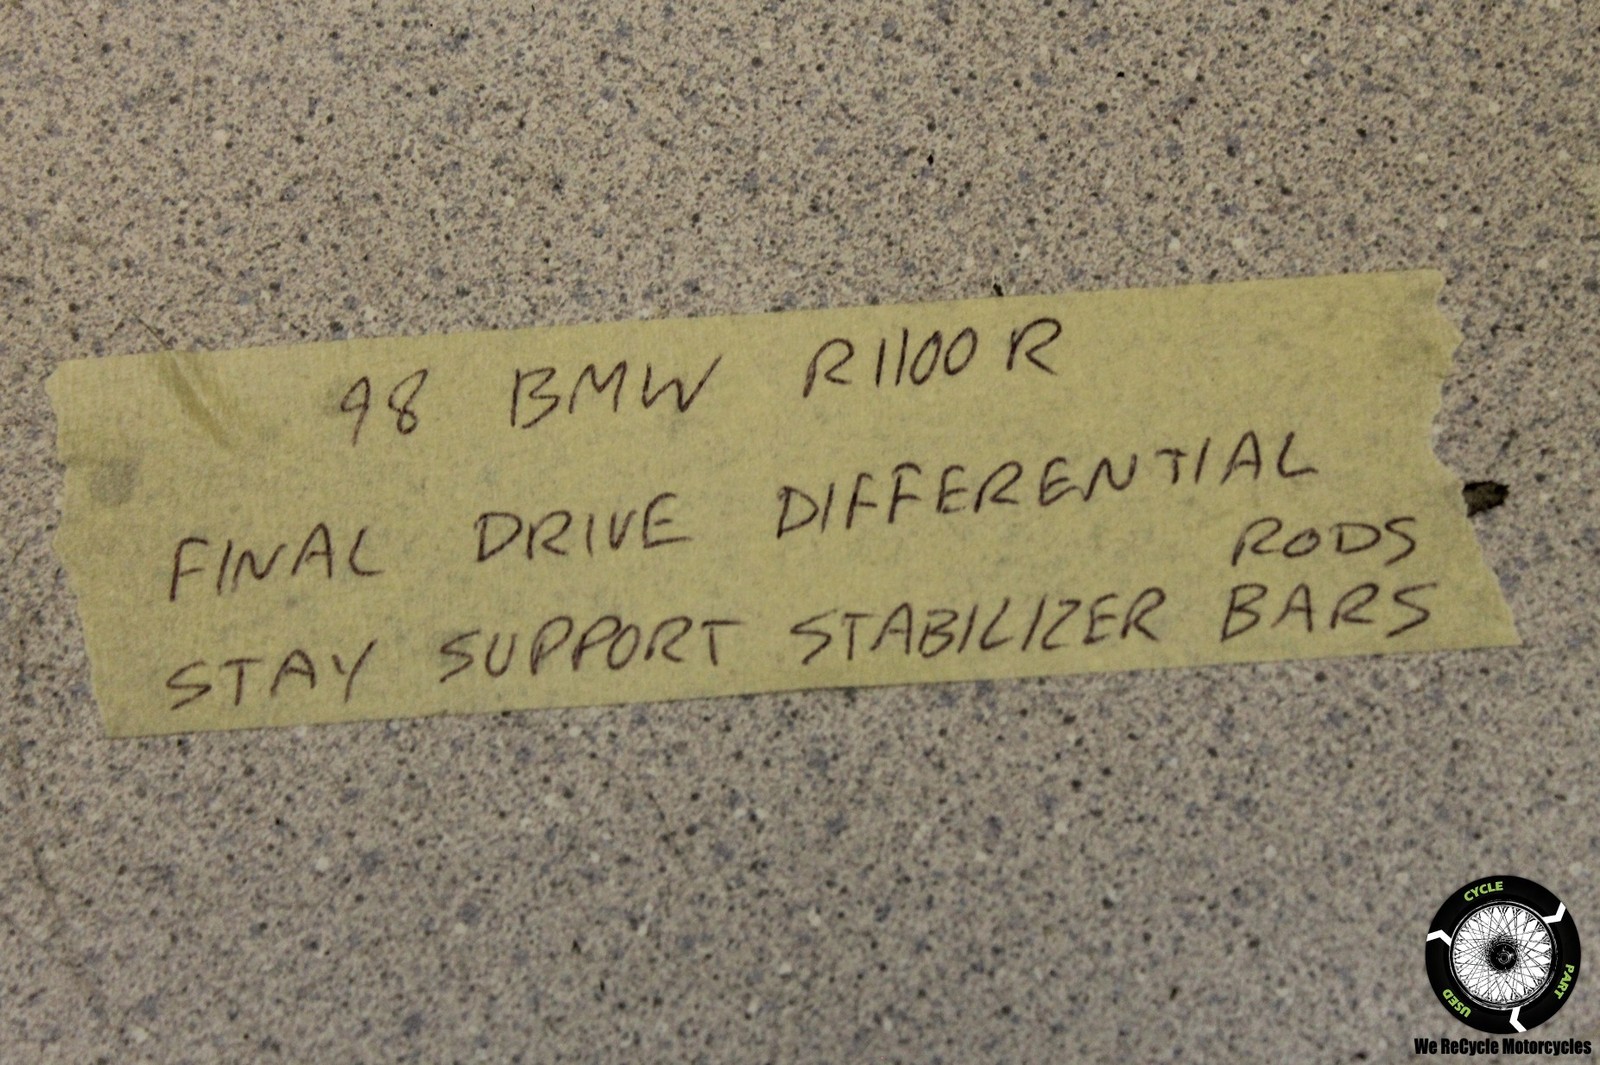 98 BMW R1100R
FINAL DRIVE DIFFERENTIAL
RODS
STAY SUPPORT STABILIZER BARS
CYCLE
PART
USED
We ReCycle Motorcycles